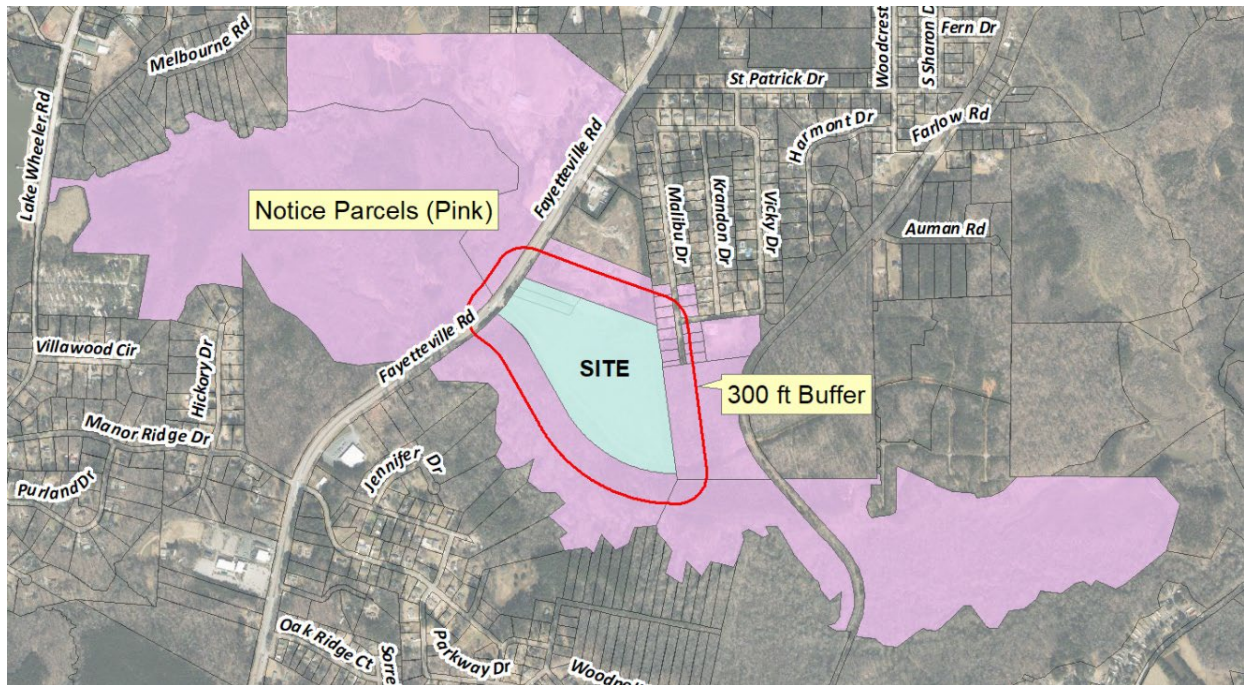 Melbourne Rd
Lake Wheeler Rd
Woodcrest
S Sharon D
Fern Dr
St Patrick Dr
Harmont Dr
Farlow Rd
Fayetteville Rd
Notice Parcels (Pink)
Malibu Dr
Krandon Dr
Vicky Dr
Auman Rd
Fayetteville Rd
Villawood Cir
Hickory Dr
SITE
300 ft Buffer
Manor Ridge Dr
Purland Dr
Jennifer Dr
Oak Ridge Ct
Sorre
Parkway Dr